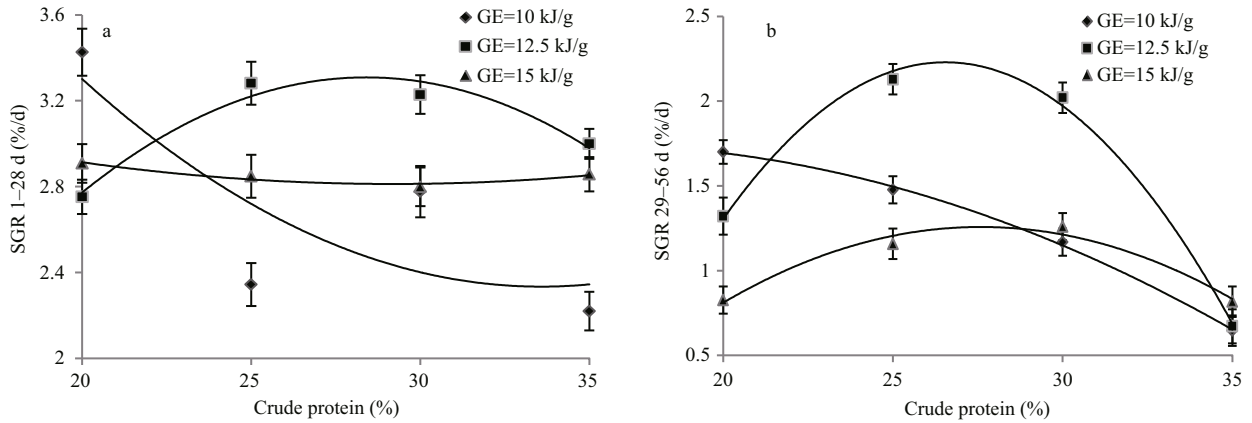 a
GE=10 kJ/g
GE=12.5 kJ/g
GE=15 kJ/g
SGR 1–28 d (%/d)
3.6
3.2
2.8
2.4
2
20
25
30
35
Crude protein (%)
b
GE=10 kJ/g
GE=12.5 kJ/g
GE=15 kJ/g
SGR 29–56 d (%/d)
2.5
2
1.5
1
0.5
20
25
30
35
Crude protein (%)